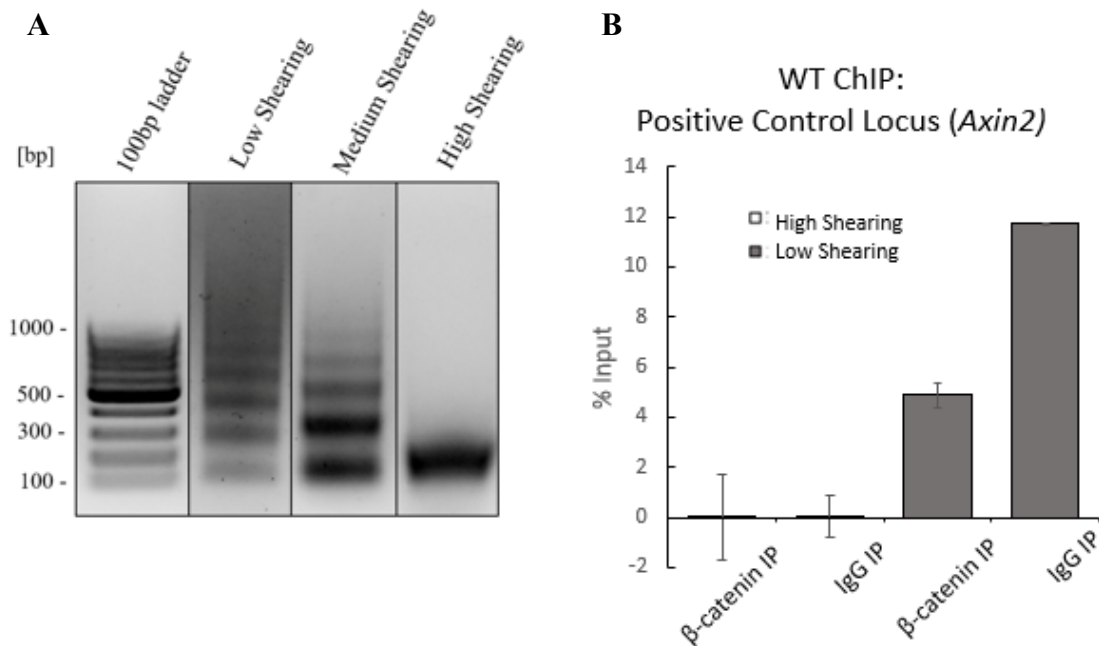 A
100bp ladder
Low Shearing
Medium Shearing
High Shearing
[bp]
1000 -
500 -
300 -
100 -
B
WT ChIP:
Positive Control Locus (Axin2)
% Input
14
12
10
8
6
4
2
0
-2
High Shearing
Low Shearing
β-catenin IP
IgG IP
β-catenin IP
IgG IP